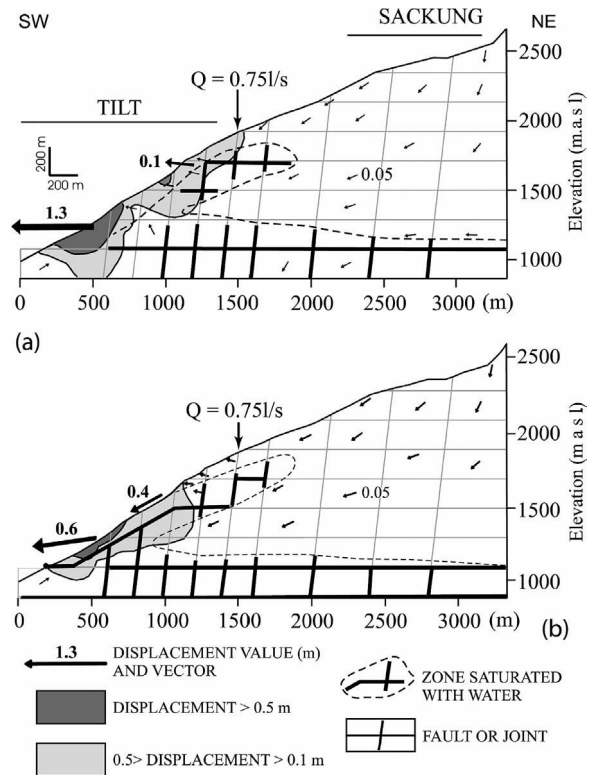 SW
SACKUNG
NE
2500
Q = 0.75l/s
TILT
2000
200 m
200 m
0.1
0.05
1500
1.3
1000
Elevation (m.a.s l)
0 500 1000 1500 2000 2500 3000 (m)
(a)
2500
Q = 0.75l/s
2000
0.4
0.05
1500
0.6
1000
Elevation (m a s l)
0 500 1000 1500 2000 2500 3000 (m)
(b)
1.3 DISPLACEMENT VALUE (m)
AND VECTOR
DISPLACEMENT > 0.5 m
0.5> DISPLACEMENT > 0.1 m
ZONE SATURATED
WITH WATER
FAULT OR JOINT